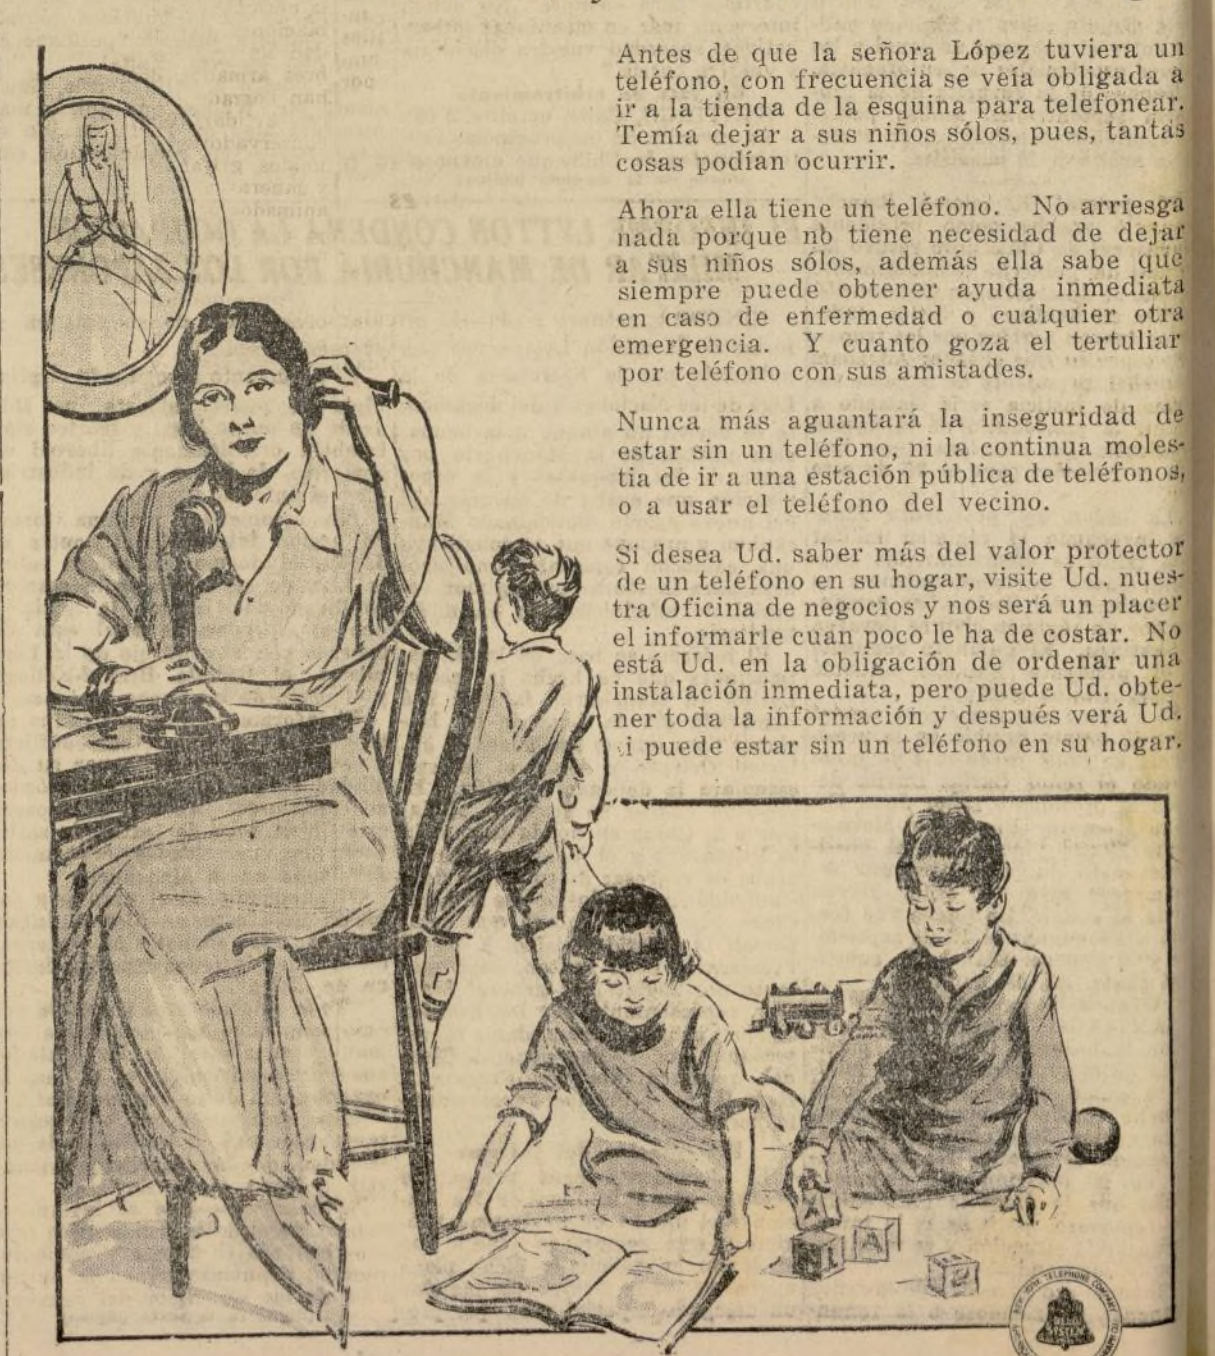 Antes de que la señora López tuviera un
teléfono, con frecuencia se veía obligada a
ir a la tienda de la esquina para telefonear.
Temía dejar a sus niños sólos, pues, tantas
cosas podían ocurrir.
Ahora ella tiene un teléfono. No arriesga
nada porque nb tiene necesidad de dejar
a sus niños sólos, además ella sabe que
siempre puede obtener ayuda inmediata
en caso de enfermedad o cualquier otra
emergencia. Y cuanto goza el tertuliar
por teléfono con sus amistades.
Nunca más aguantará la inseguridad de
estar sin un teléfono, ni la continua moles-
tia de ir a una estación pública de teléfonos,
o a usar el teléfono del vecino.
Si desea Ud. saber más del valor protector
de un teléfono en su hogar, visite Ud. nues-
tra Oficina de negocios y nos será un placer
el informarle cuan poco le ha de costar. No
está Ud. en la obligación de ordenar una
instalación inmediata, pero puede Ud. obte-
ner toda la información y después verá Ud.
i puede estar sin un teléfono en su hogar.
A
A
NEW YORK TELEPHONE COMPANY
BELL
SYSTEM